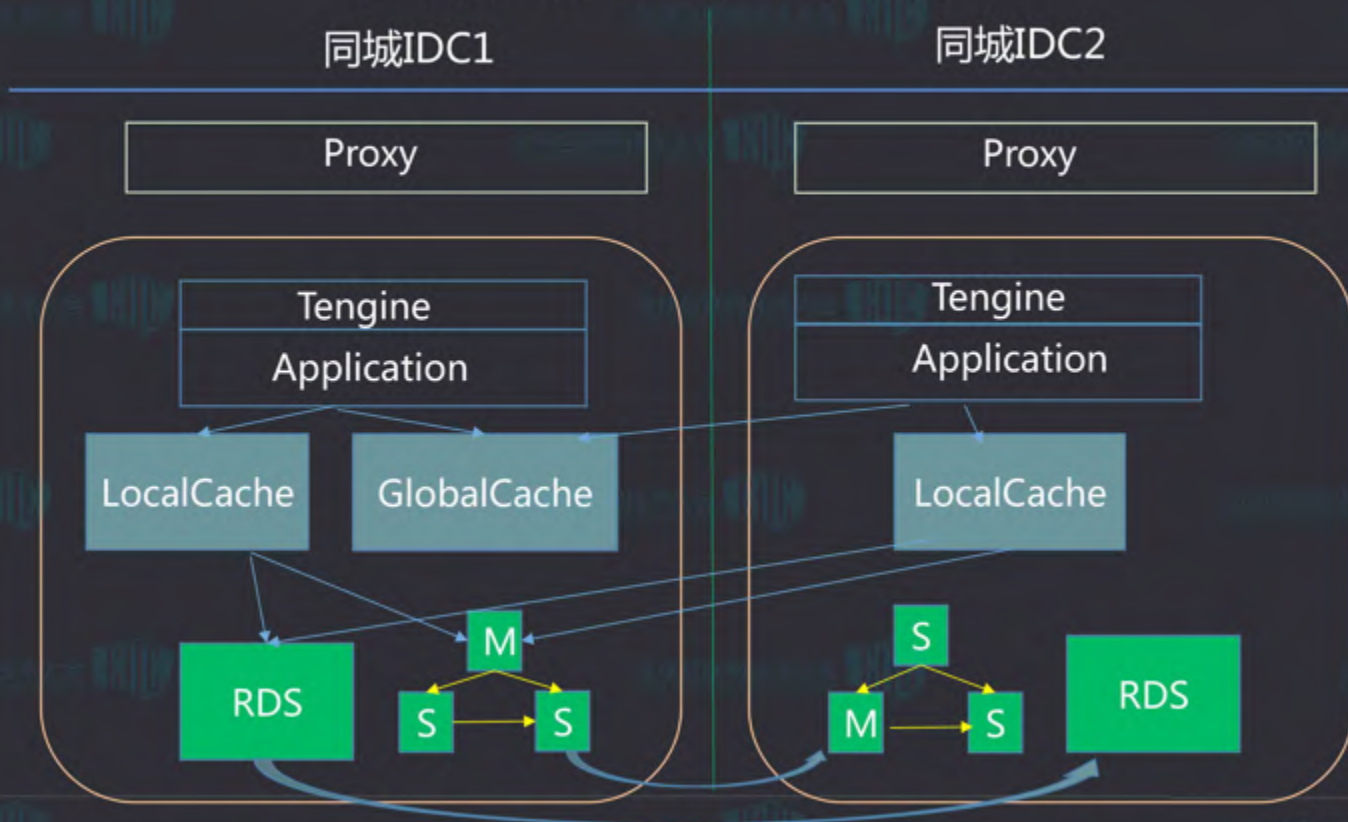 同城IDC1
同城IDC2
Proxy
Proxy
Tengine
Application
Tengine
Application
LocalCache
GlobalCache
LocalCache
RDS
M
S
S
S
M
S
RDS